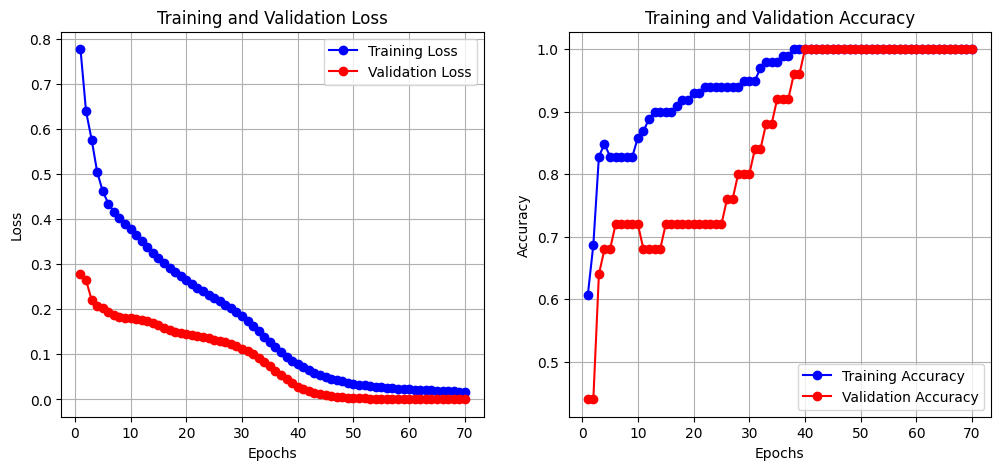 Training and Validation Loss
0.8
0.7
0.6
0.5
0.4
0.3
0.2
0.1
0.0
Loss
Training Loss
Validation Loss
0 10 20 30 40 50 60 70
Epochs
Training and Validation Accuracy
1.0
0.9
0.8
0.7
0.6
0.5
Accuracy
Training Accuracy
Validation Accuracy
0 10 20 30 40 50 60 70
Epochs